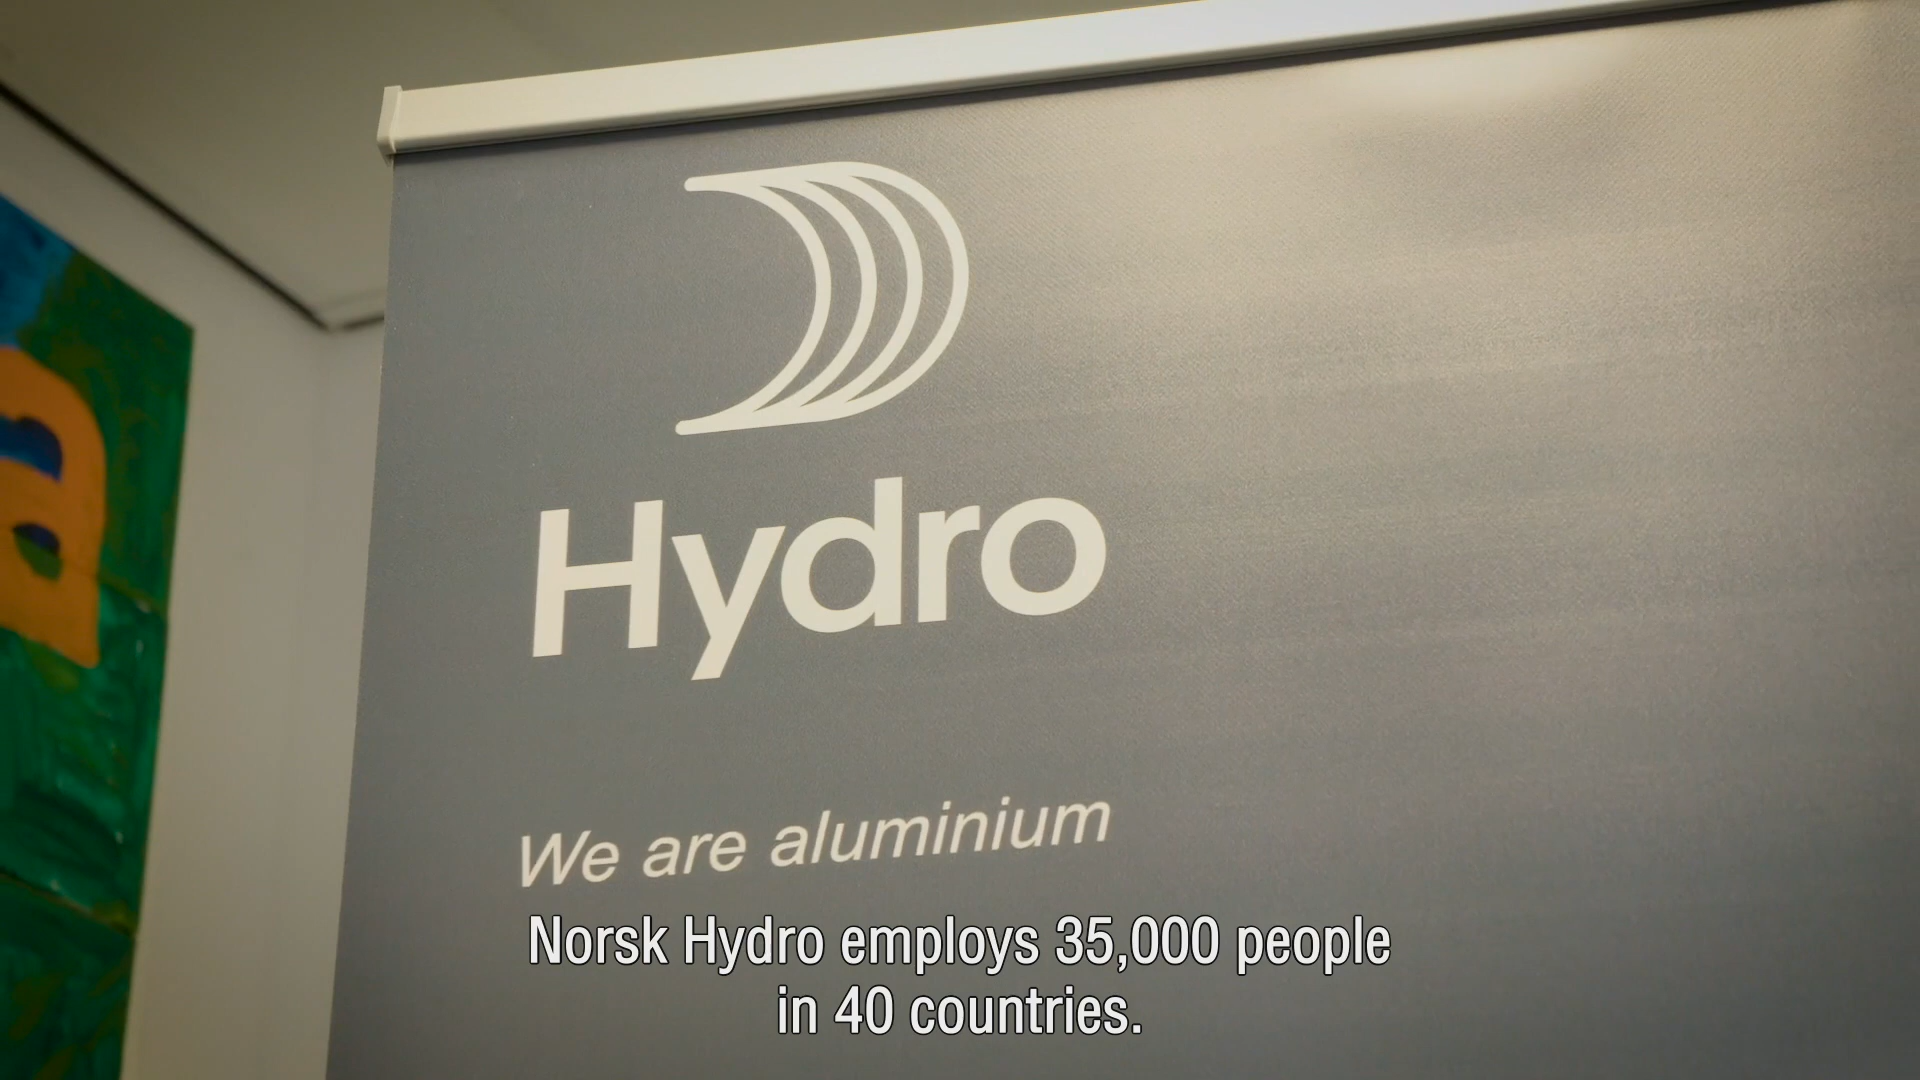 Hydro
We are aluminium
Norsk Hydro employs 35,000 people
in 40 countries.